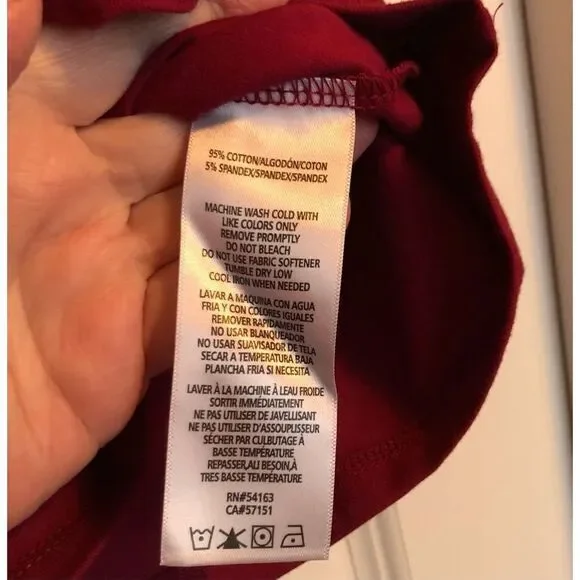 95% COTTON/ALGODÓN/COTON
5% SPANDEX/SPANDEX/SPANDEX
MACHINE WASH COLD WITH
LIKE COLORS ONLY
REMOVE PROMPTLY
DO NOT BLEACH
DO NOT USE FABRIC SOFTENER
TUMBLE DRY LOW
COOL IRON WHEN NEEDED
LAVAR A MAQUINA CON AGUA
FRIA Y CON COLORES IGUALES
REMOVER RAPIDAMENTE
NO USAR BLANQUEADOR
NO USAR SUAVISADOR DE TELA
SECAR A TEMPERATURA BAJA
PLANCHA FRIA SI NECESITA
LAVER À LA MACHINE À L'EAU FROIDE
SORTIR IMMÉDIATEMENT
NE PAS UTILISER DE JAVELLISANT
NE PAS UTILISER D'ASSOUPLISSEUR
SÉCHER PAR CULBUTAGE À
BASSE TEMPÉRATURE
REPASSER,AU BESOIN,À
TRES BASSE TEMPÉRATURE
RN#54163
CA#57151